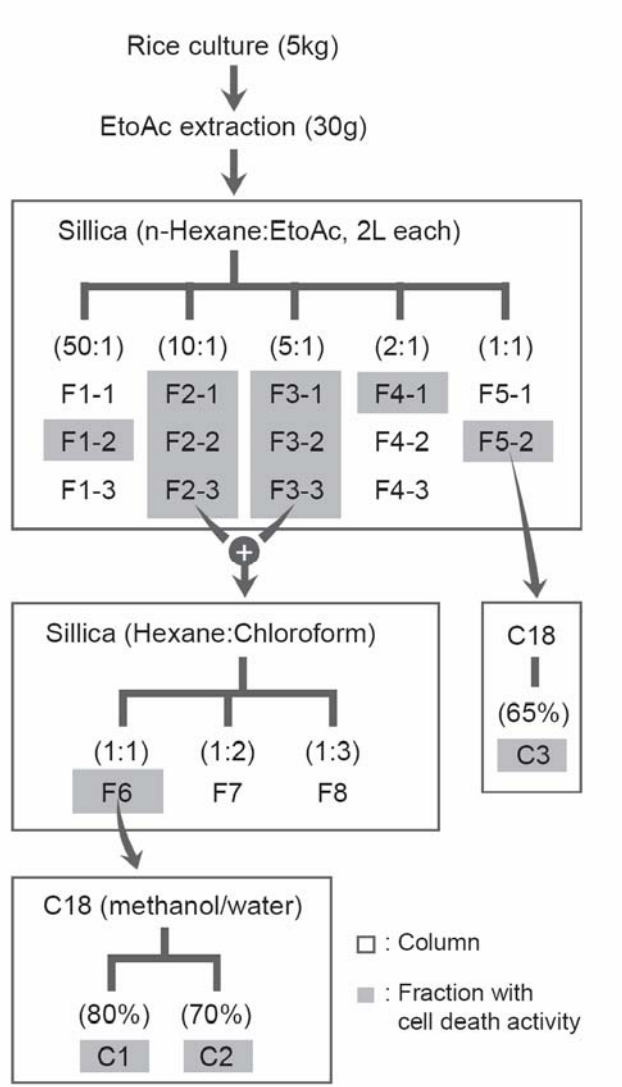 Rice culture (5kg)
EtoAc extraction (30g)
Sillica (n-Hexane:EtoAc, 2L each)
(50:1) (10:1) (5:1) (2:1) (1:1)
F1-1 F2-1 F3-1 F4-1 F5-1
F1-2 F2-2 F3-2 F4-2 F5-2
F1-3 F2-3 F3-3 F4-3
+
Sillica (Hexane:Chloroform)
(1:1) (1:2) (1:3)
F6 F7 F8
C18
(65%)
C3
C18 (methanol/water)
(80%) (70%)
C1 C2
: Column
: Fraction with
cell death activity